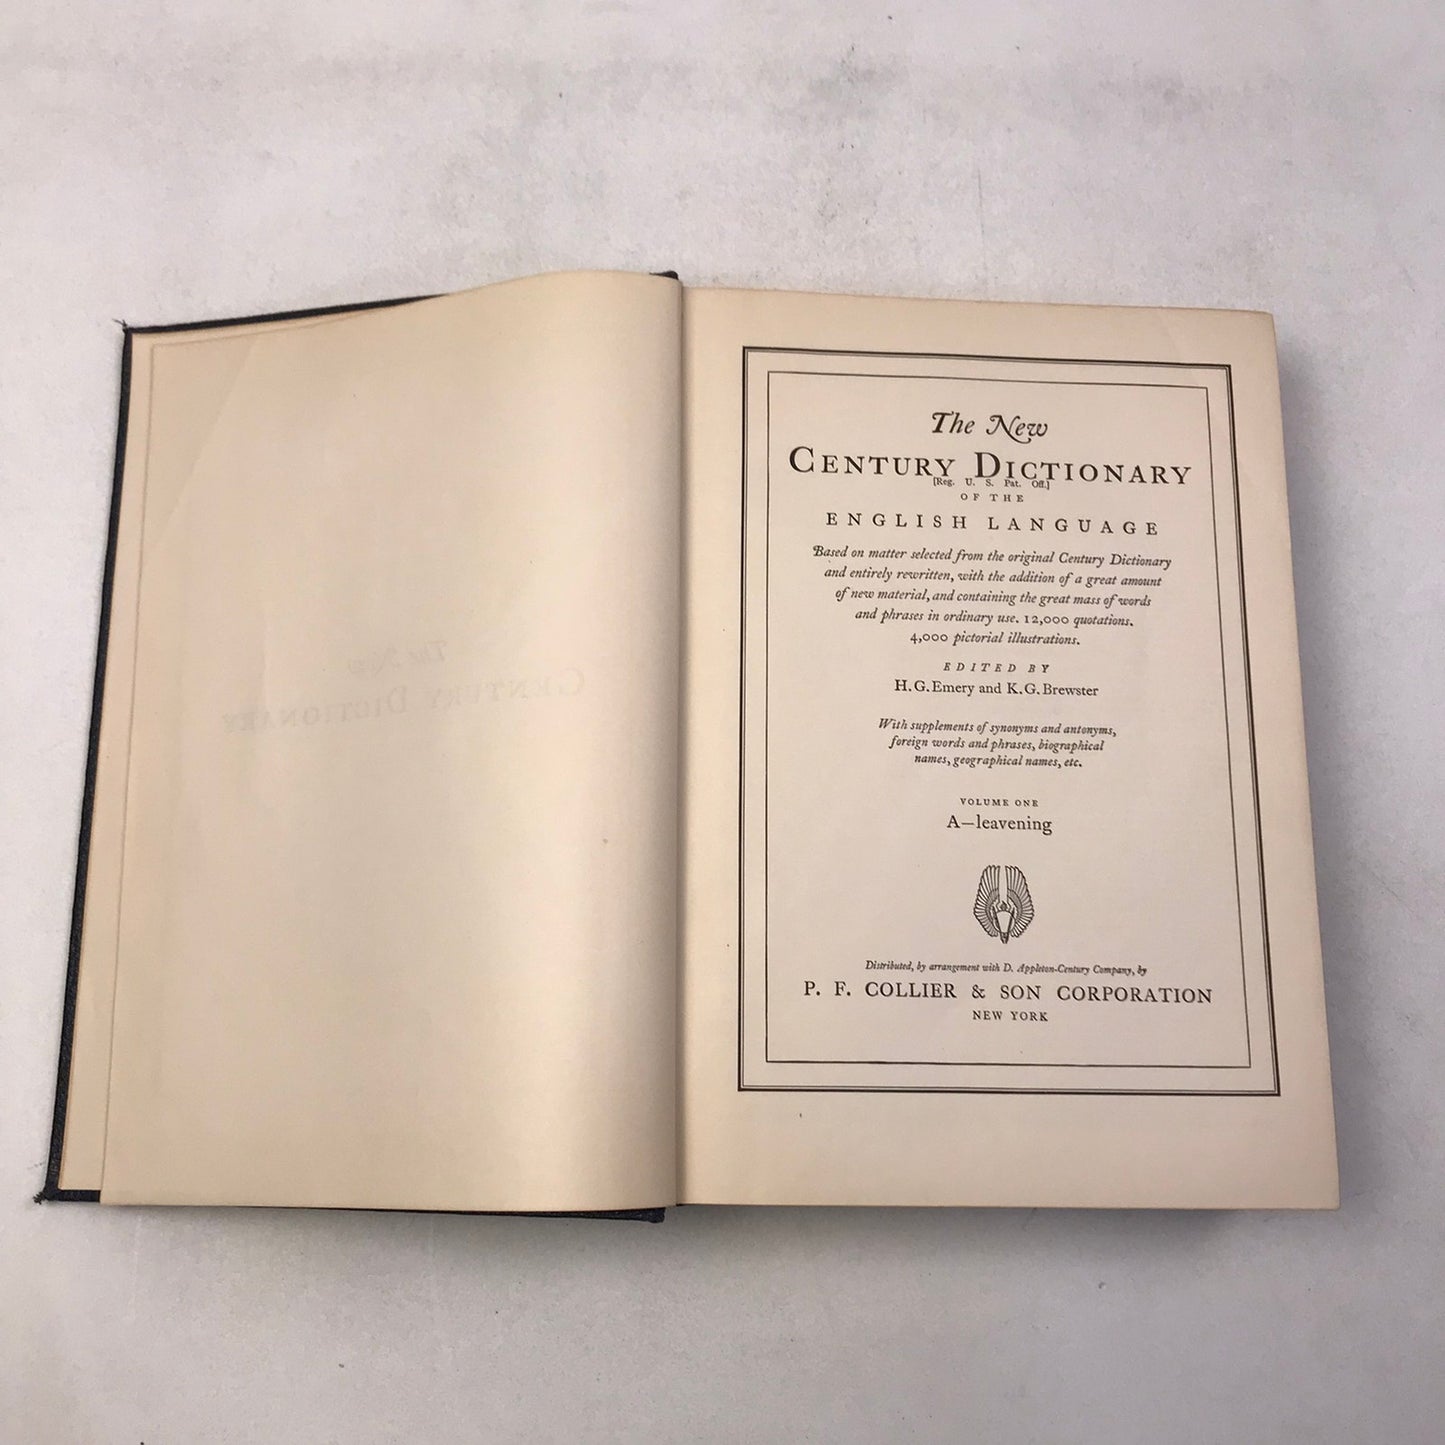 The New
CENTURY DICTIONARY
[Reg. U. S. Pat. Off.]
OF THE
ENGLISH LANGUAGE
Based on matter selected from the original Century Dictionary
and entirely rewritten, with the addition of a great amount
of new material, and containing the great mass of words
and phrases in ordinary use. 12,000 quotations.
4,000 pictorial illustrations.
EDITED BY
H. G. Emery and K. G. Brewster
With supplements of synonyms and antonyms,
foreign words and phrases, biographical
names, geographical names, etc.
VOLUME ONE
A—leavening
Distributed, by arrangement with D. Appleton-Century Company, by
P. F. COLLIER & SON CORPORATION
NEW YORK
The New
CENTURY DICTIONARY